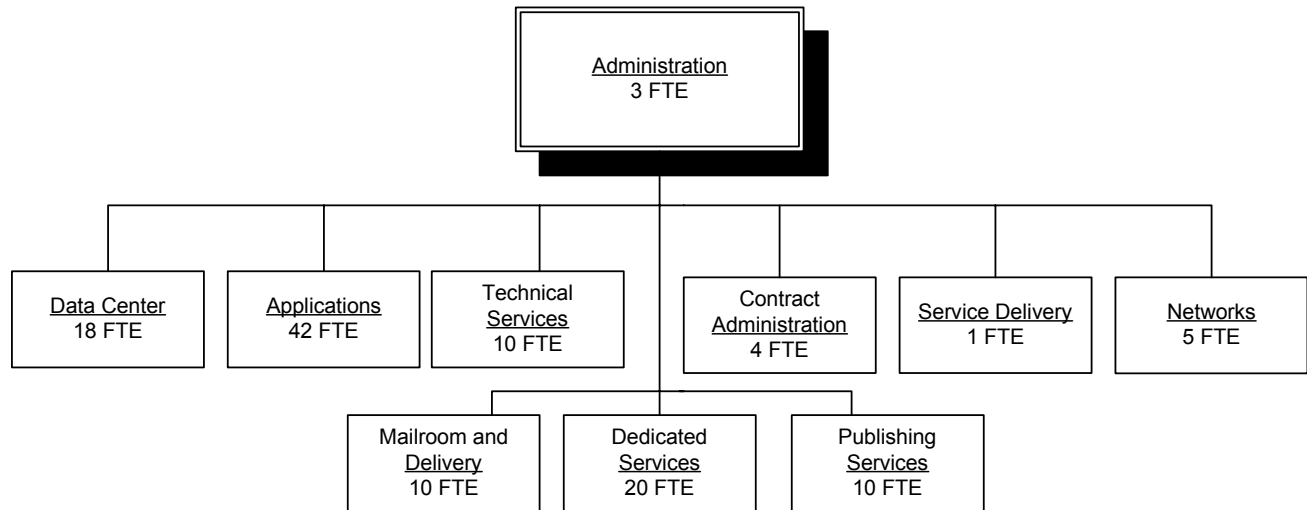 Administration
3 FTE
Data Center
18 FTE
Applications
42 FTE
Technical
Services
10 FTE
Contract
Administration
4 FTE
Service Delivery
1 FTE
Networks
5 FTE
Mailroom and
Delivery
10 FTE
Dedicated
Services
20 FTE
Publishing
Services
10 FTE